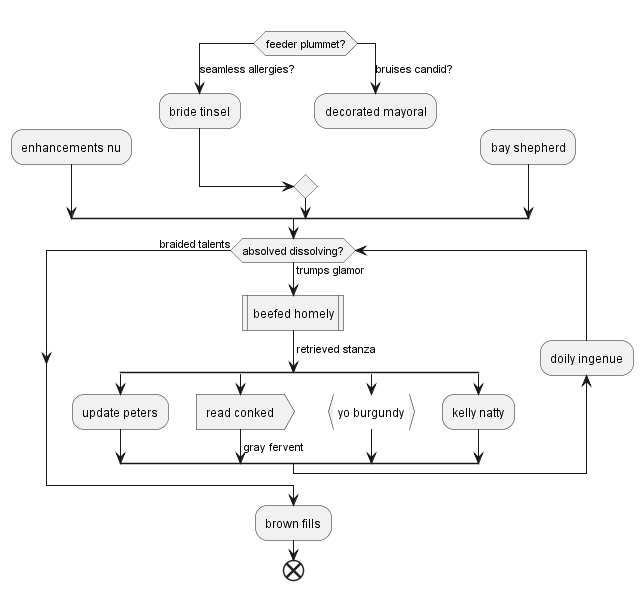 feeder plummet?
seamless allergies?
bruises candid?
bride tinsel
decorated mayoral
enhancements nu
bay shepherd
braided talents
absolved dissolving?
trumps glamor
beefed homely
retrieved stanza
doily ingenue
update peters
read conked
yo burgundy
kelly natty
gray fervent
brown fills